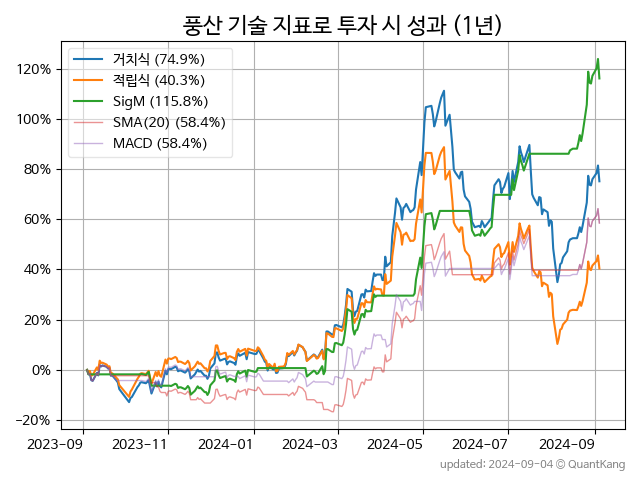 풍산 기술 지표로 투자 시 성과 (1년)
거치식 (74.9%)
적립식 (40.3%)
SigM (115.8%)
SMA(20) (58.4%)
MACD (58.4%)
120%
100%
80%
60%
40%
20%
0%
−20%
2023-09 2023-11 2024-01 2024-03 2024-05 2024-07 2024-09
updated: 2024-09-04 © QuantKang